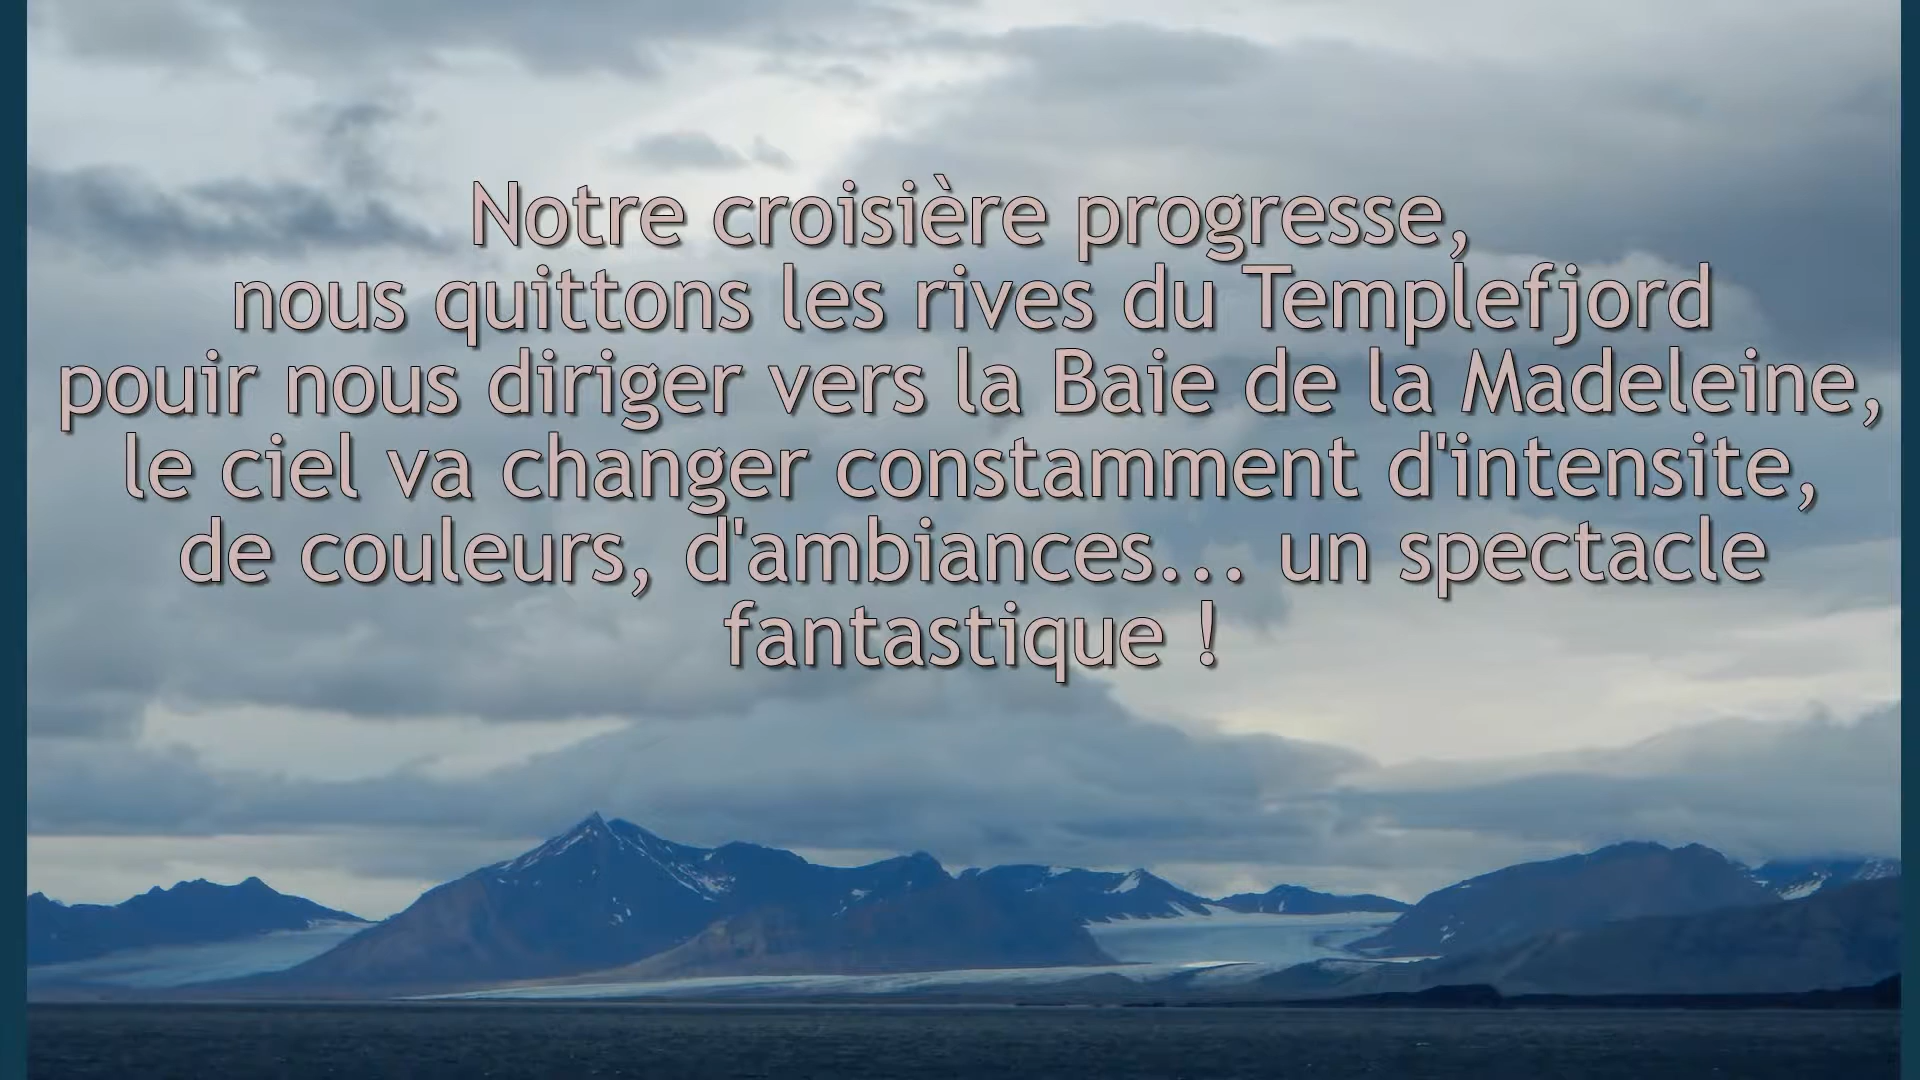 Notre croisière progresse,
nous quittons les rives du Templefjord
pouir nous diriger vers la Baie de la Madeleine,
le ciel va changer constamment d'intensite,
de couleurs, d'ambiances... un spectacle
fantastique !